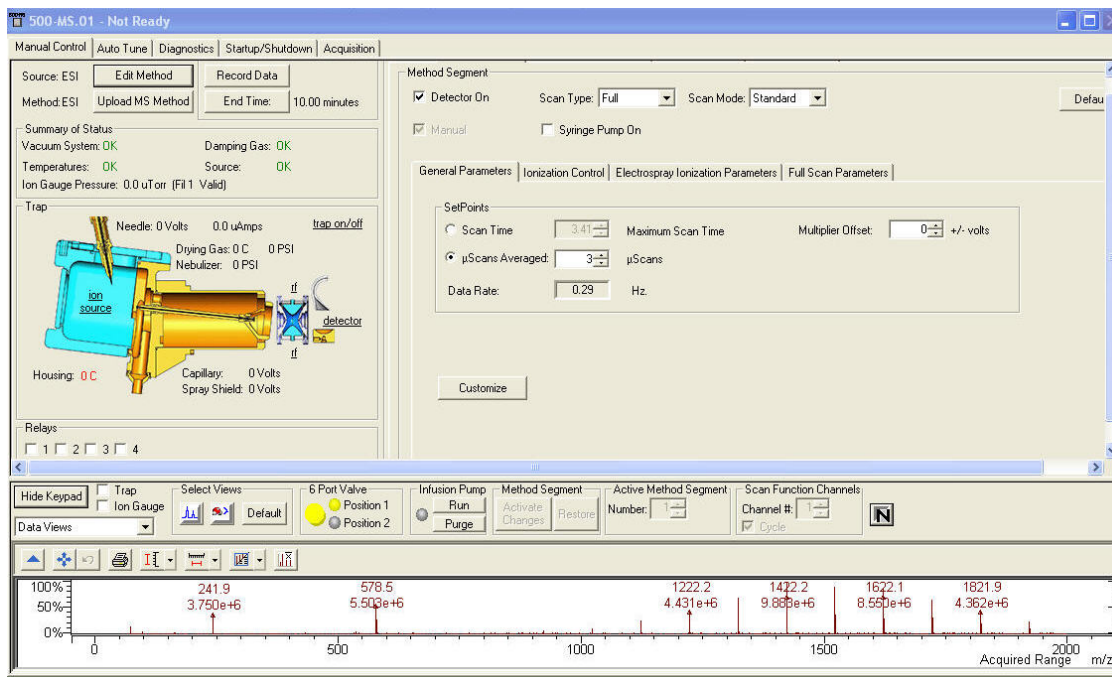 500-MS.01 - Not Ready
Manual Control Auto Tune Diagnostics Startup/Shutdown Acquisition
Source: ESI Edit Method Record Data
Method:ESI Upload MS Method End Time: 10.00 minutes
Summary of Status
Vacuum System: OK Damping Gas: OK
Temperatures: OK Source: OK
Ion Gauge Pressure: 0.0 uTorr (Fil 1 Valid)
Trap
Needle: 0 Volts 0.0 uAmps trap on/off
Drying Gas: 0 C 0 PSI
Nebulizer: 0 PSI
ion
source
rf
detector
rf
Housing: 0 C
Capillary: 0 Volts
Spray Shield: 0 Volts
Relays
1 2 3 4
Method Segment
Detector On Scan Type: Full Scan Mode: Standard Defau
Manual Syringe Pump On
General Parameters Ionization Control Electrospray Ionization Parameters Full Scan Parameters
SetPoints
Scan Time 3.41 Maximum Scan Time Multiplier Offset: 0 +/- volts
µScans Averaged: 3 µScans
Data Rate: 0.29 Hz.
Customize
Hide Keypad Trap
Ion Gauge
Data Views
Select Views
Default
6 Port Valve
Position 1
Position 2
Infusion Pump
Run
Purge
Method Segment
Activate
Changes Restore
Active Method Segment
Number: 1
Scan Function Channels
Channel #: 1
Cycle
N
100% 241.9 578.5 1222.2 1422.2 1622.1 1821.9
50% 3.750e+6 5.503e+6 4.431e+6 9.883e+6 8.550e+6 4.362e+6
0%
0 500 1000 1500 2000
Acquired Range m/z